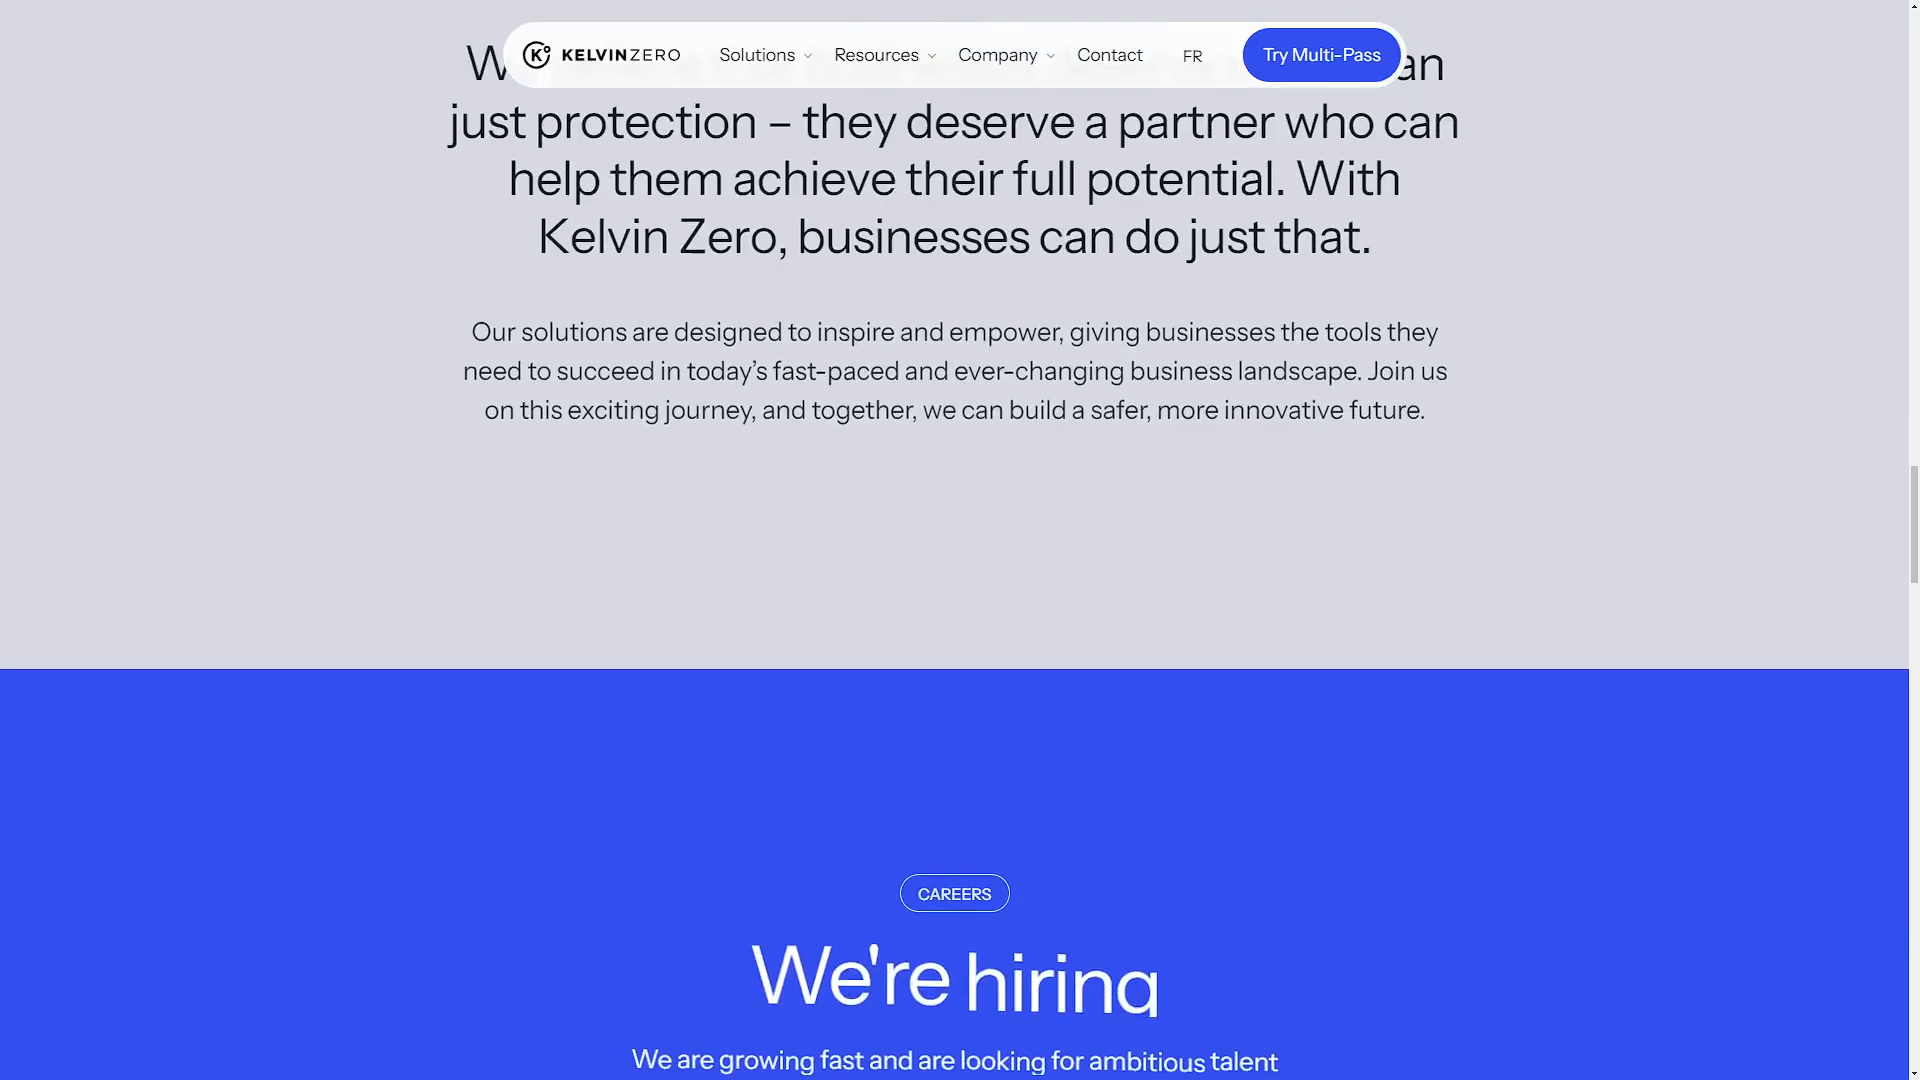 KELVINZERO Solutions Resources Company Contact FR Try Multi-Pass
just protection – they deserve a partner who can
help them achieve their full potential. With
Kelvin Zero, businesses can do just that.
Our solutions are designed to inspire and empower, giving businesses the tools they
need to succeed in today’s fast-paced and ever-changing business landscape. Join us
on this exciting journey, and together, we can build a safer, more innovative future.
CAREERS
We're hiring
We are growing fast and are looking for ambitious talent